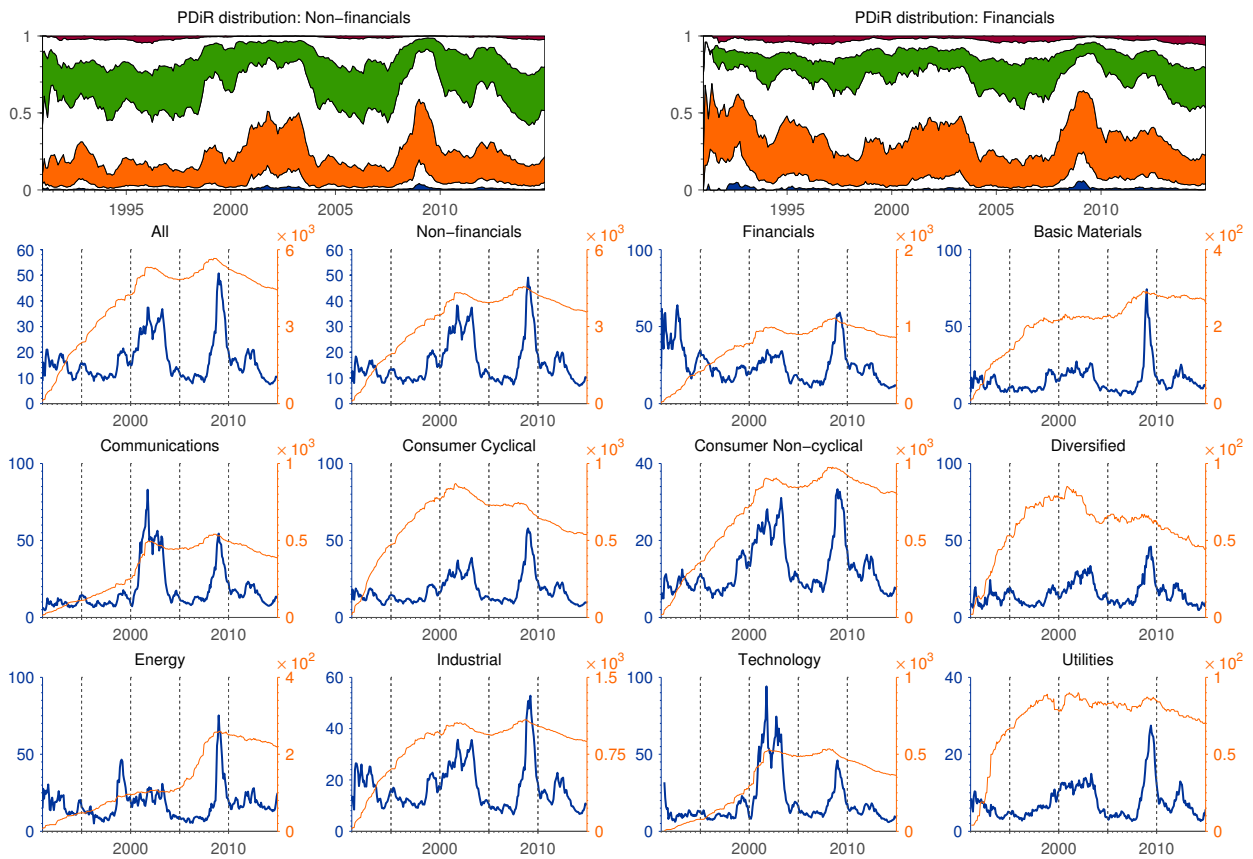 PDiR distribution: Non−financials PDiR distribution: Financials
1 1
0.5 0.5
0 0
1995 2000 2005 2010 1995 2000 2005 2010
All Non−financials Financials Basic Materials
× 10³ × 10³ × 10³ × 10²
60 6 60 6 100 2 100 4
50 50
40 40
30 3 30 3 50 1 50 2
20 20
10 10
0 0 0 0 0 0 0 0
2000 2010 2000 2010 2000 2010 2000 2010
Communications Consumer Cyclical Consumer Non−cyclical Diversified
× 10³ × 10³ × 10³ × 10²
100 1 100 1 40 1 100 1
50 0.5 50 0.5 20 0.5 50 0.5
0 0 0 0 0 0 0 0
2000 2010 2000 2010 2000 2010 2000 2010
Energy Industrial Technology Utilities
× 10² × 10³ × 10³ × 10²
100 4 60 1.5 100 1 40 1
50 2 40 0.75 50 0.5 20 0.5
20
0 0 0 0 0 0 0 0
2000 2010 2000 2010 2000 2010 2000 2010